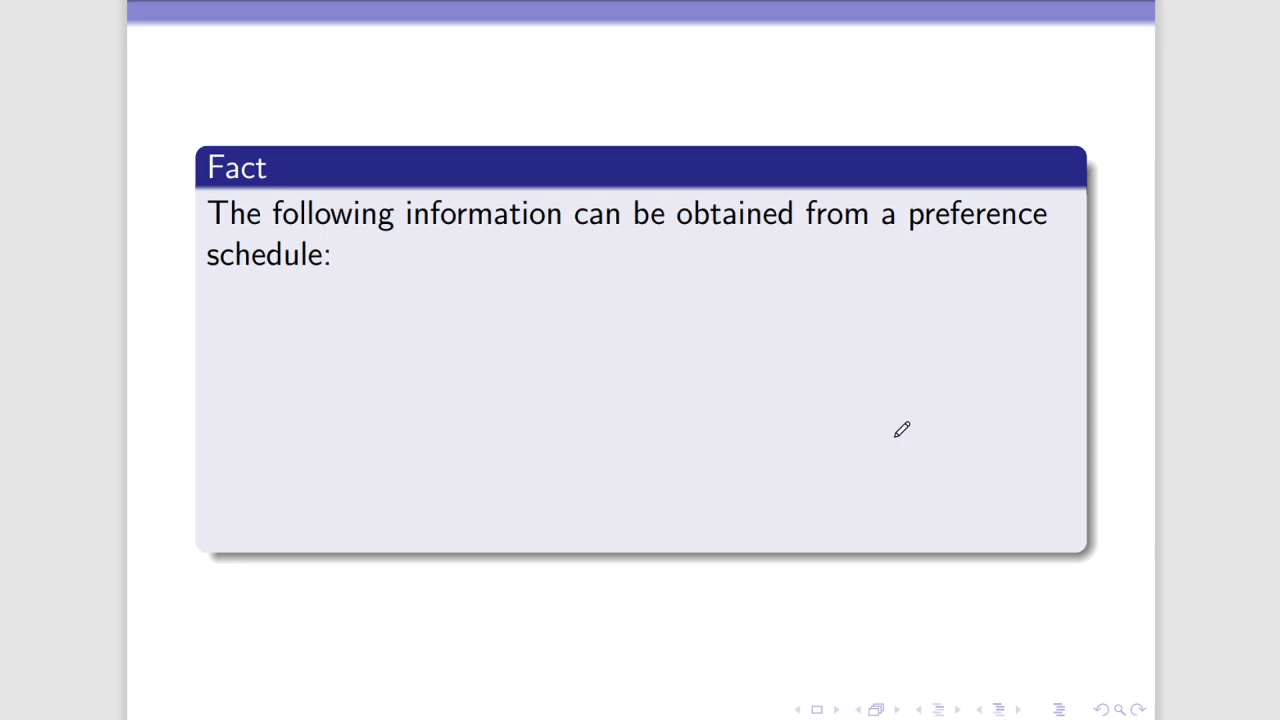 Fact
The following information can be obtained from a preference
schedule: